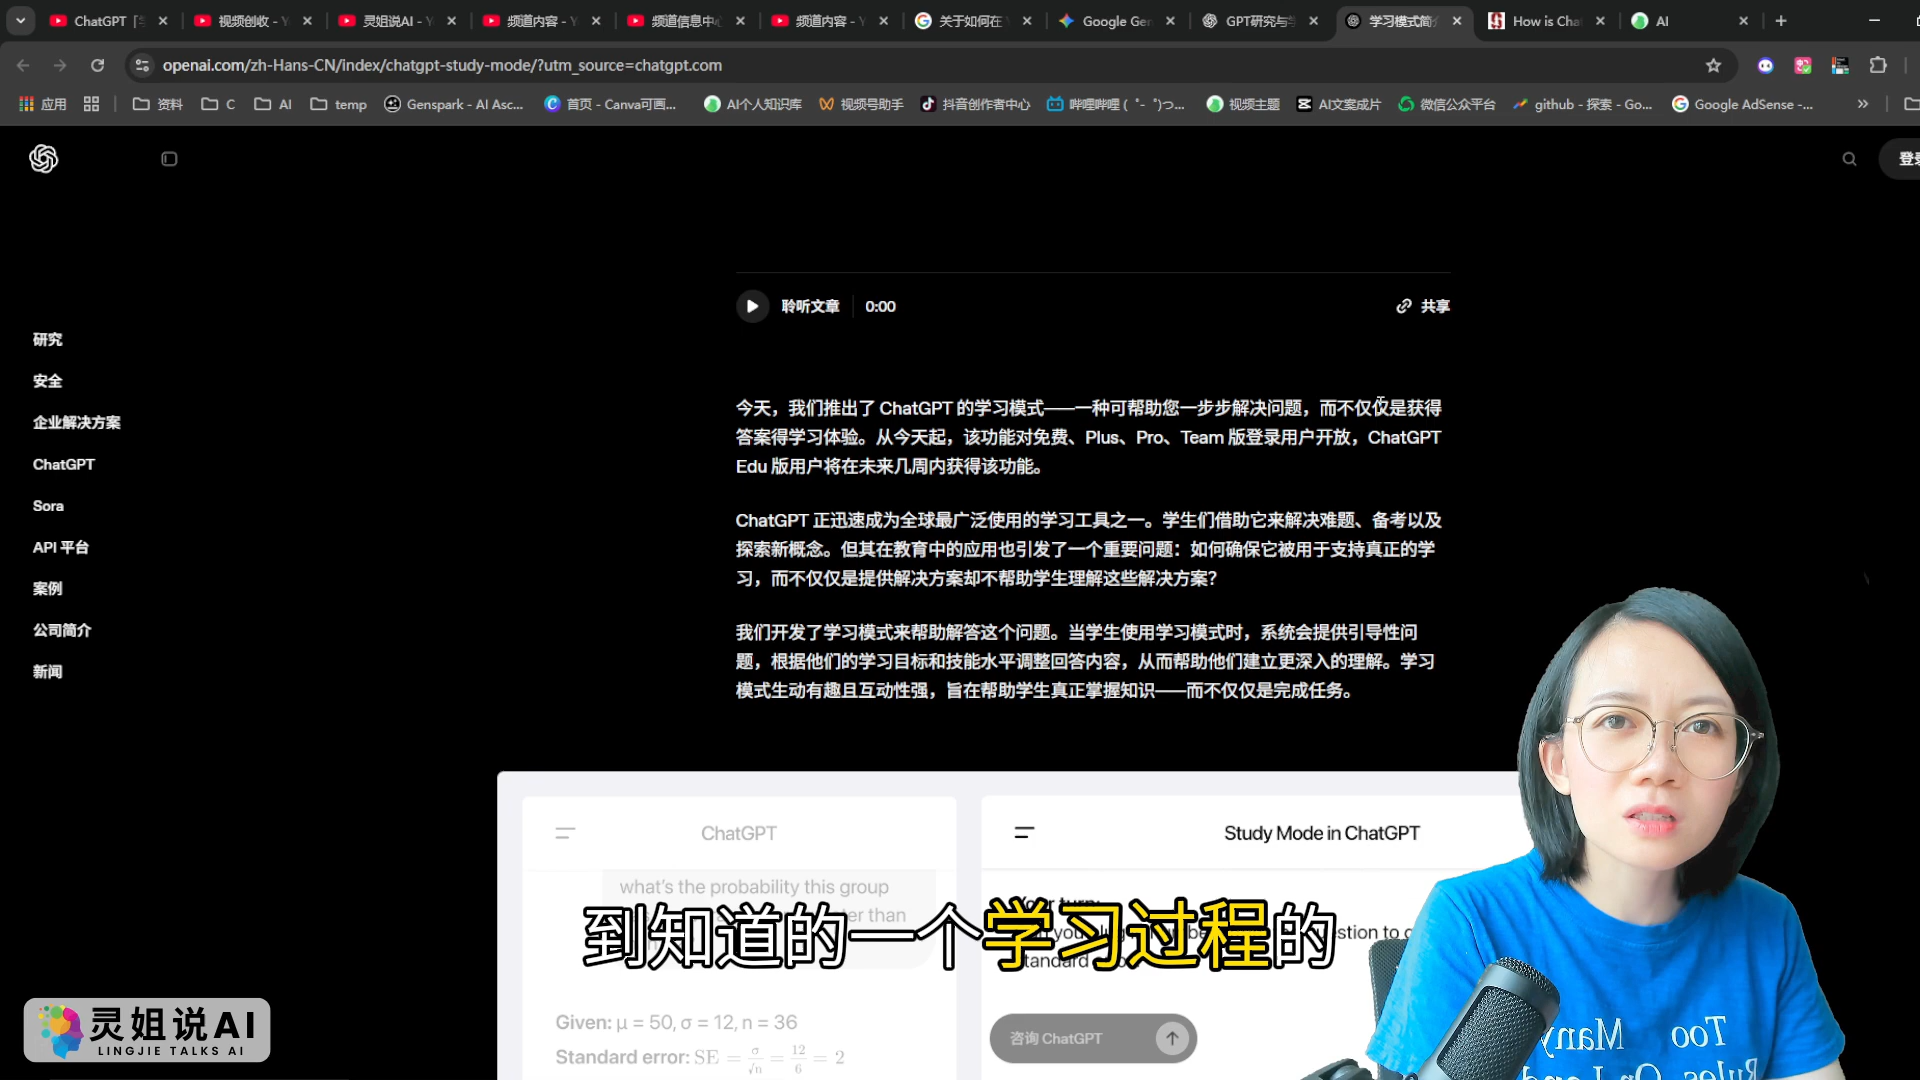 ChatGPT「
视频创收 - Y
灵姐说AI - Y
频道内容 - Y
频道信息中心
频道内容 - Y
关于如何在
Google Ger
GPT研究与
学习模式简介
How is Chat
AI
openai.com/zh-Hans-CN/index/chatgpt-study-mode/?utm_source=chatgpt.com
应用
资料
C
AI
temp
Genspark - AI Asc...
首页 - Canva可画...
AI个人知识库
视频号助手
抖音创作者中心
哔哩哔哩 ( ゜- ゜)つ...
视频主题
AI文案成片
微信公众平台
github - 探索 - Go...
Google AdSense -...
登录
聆听文章
0:00
共享
研究
安全
企业解决方案
ChatGPT
Sora
API 平台
案例
公司简介
新闻
今天，我们推出了 ChatGPT 的学习模式——一种可帮助您一步步解决问题，而不仅仅是获得
答案得学习体验。从今天起，该功能对免费、Plus、Pro、Team 版登录用户开放，ChatGPT
Edu 版用户将在未来几周内获得该功能。
ChatGPT 正迅速成为全球最广泛使用的学习工具之一。学生们借助它来解决难题、备考以及
探索新概念。但其在教育中的应用也引发了一个重要问题：如何确保它被用于支持真正的学
习，而不仅仅是提供解决方案却不帮助学生理解这些解决方案？
我们开发了学习模式来帮助解答这个问题。当学生使用学习模式时，系统会提供引导性问
题，根据他们的学习目标和技能水平调整回答内容，从而帮助他们建立更深入的理解。学习
模式生动有趣且互动性强，旨在帮助学生真正掌握知识——而不仅仅是完成任务。
ChatGPT
what's the probability this group
ter than
Given: μ = 50, σ = 12, n = 36
Standard error: SE = σ/√n = 12/6 = 2
Study Mode in ChatGPT
Your turn:
咨询 ChatGPT
到知道的一个学习过程的
灵姐说AI
LINGJIE TALKS AI
Too
Many
Rules